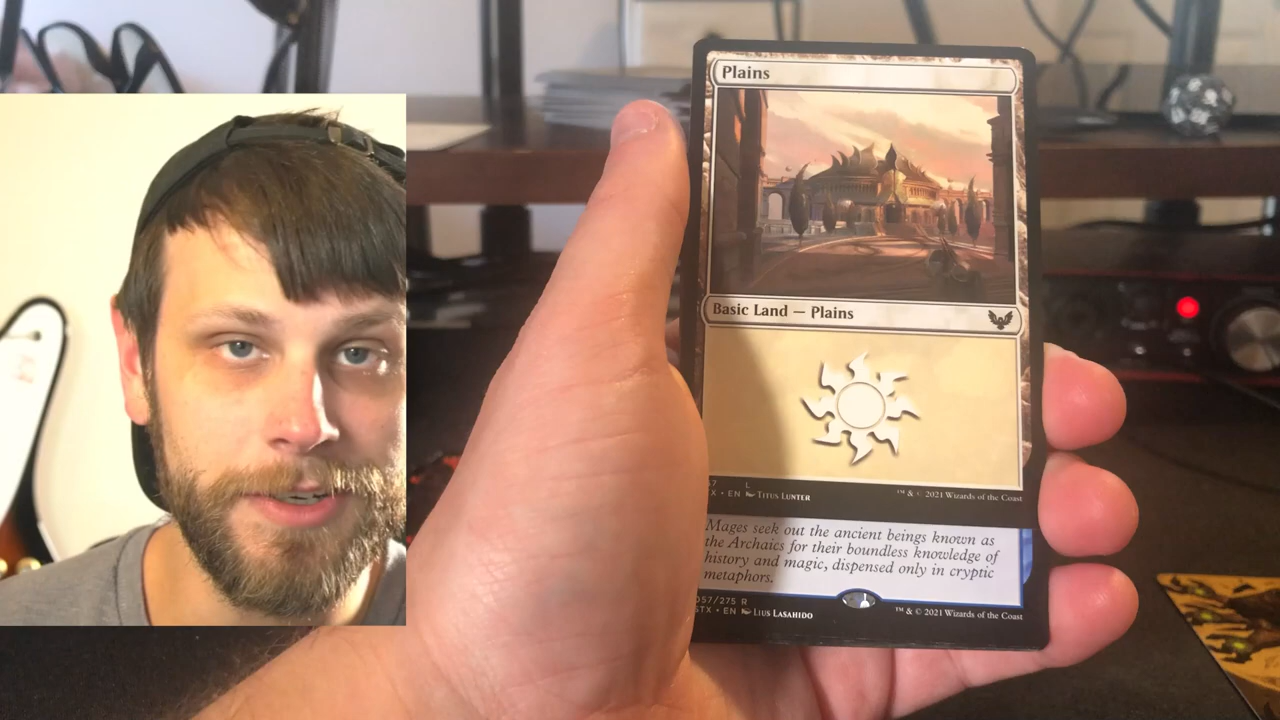 Plains
Basic Land — Plains
L
EN TITUS LUNTER
™ & © 2021 Wizards of the Coast
Mages seek out the ancient beings known as
the Archaics for their boundless knowledge of
history and magic, dispensed only in cryptic
metaphors.
057/275 R
STX • EN LIUS LASAHIDO
™ & © 2021 Wizards of the Coast